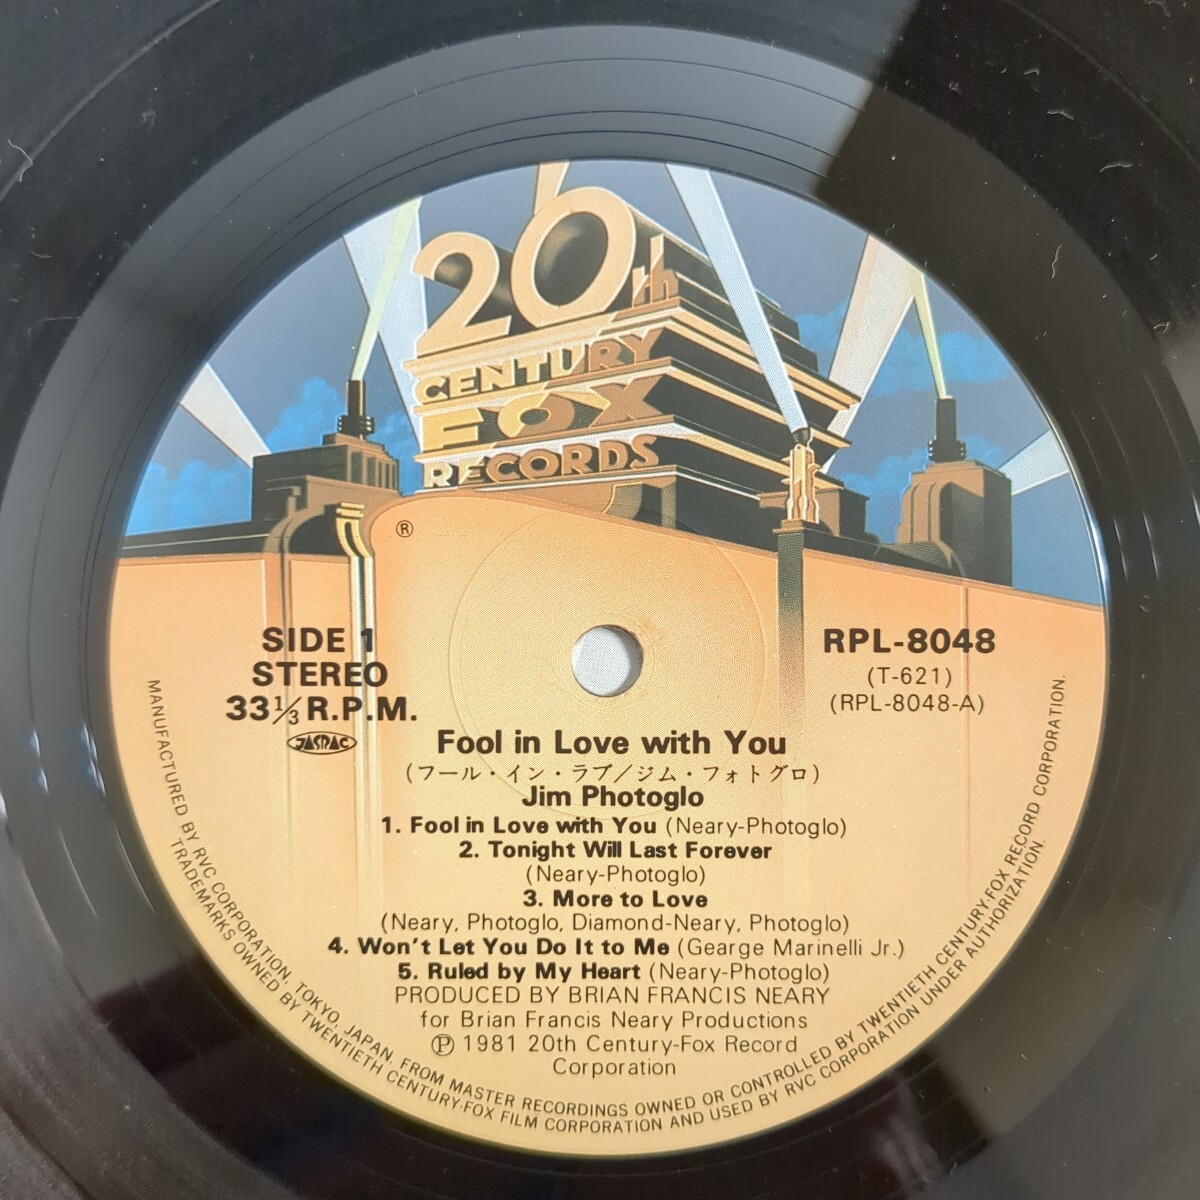 20th
CENTURY
FOX
RECORDS
®
SIDE 1
STEREO
33⅓ R.P.M.
JASRAC
RPL-8048
(T-621)
(RPL-8048-A)
Fool in Love with You
(フール・イン・ラブ/ジム・フォトグロ)
Jim Photoglo
1. Fool in Love with You (Neary-Photoglo)
2. Tonight Will Last Forever
(Neary-Photoglo)
3. More to Love
(Neary, Photoglo, Diamond-Neary, Photoglo)
4. Won't Let You Do It to Me (Gearge Marinelli Jr.)
5. Ruled by My Heart (Neary-Photoglo)
PRODUCED BY BRIAN FRANCIS NEARY
for Brian Francis Neary Productions
℗ 1981 20th Century-Fox Record
Corporation
MANUFACTURED BY RVC CORPORATION, TOKYO, JAPAN. FROM MASTER RECORDINGS OWNED OR CONTROLLED BY TWENTIETH CENTURY-FOX RECORD CORPORATION.
TRADEMARKS OWNED BY TWENTIETH CENTURY-FOX FILM CORPORATION AND USED BY RVC CORPORATION UNDER AUTHORIZATION.